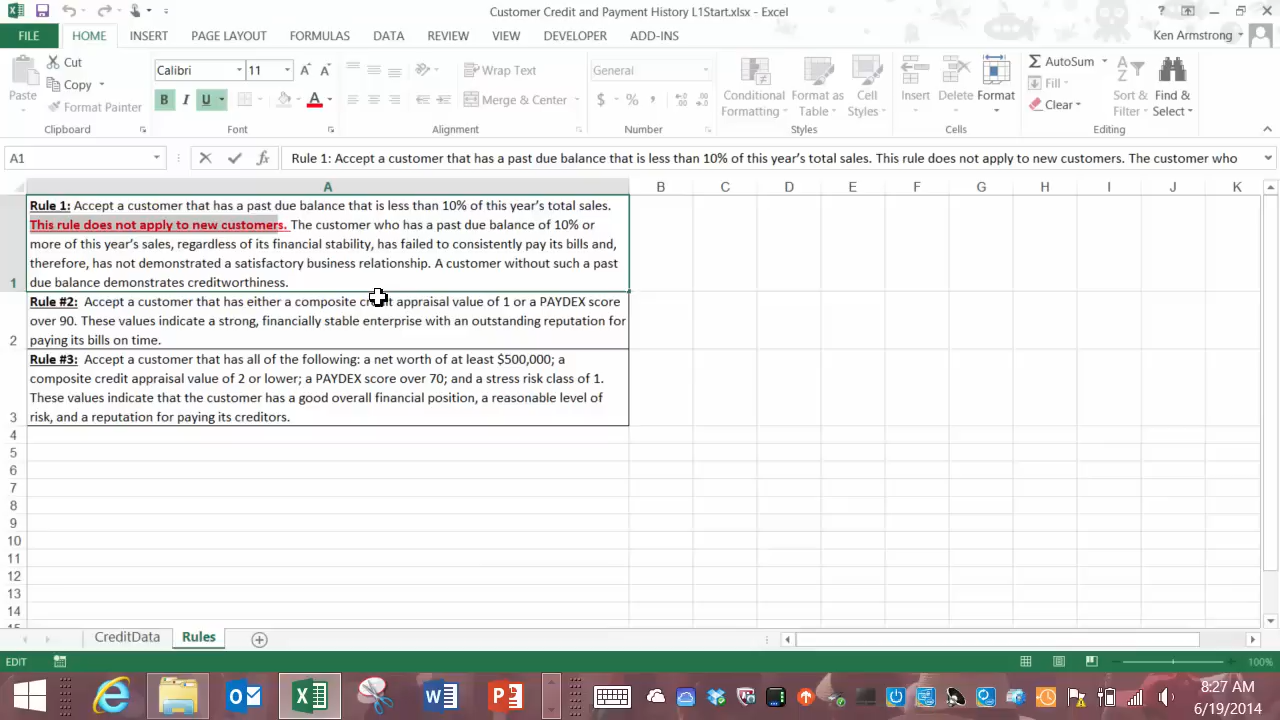 Customer Credit and Payment History L1Start.xlsx - Excel
?
FILE HOME INSERT PAGE LAYOUT FORMULAS DATA REVIEW VIEW DEVELOPER ADD-INS Ken Armstrong
Paste
Cut
Copy
Format Painter
Clipboard
Calibri 11
B I U A
Font
Wrap Text
Merge & Center
Alignment
General
$ % ,
Number
Conditional Formatting
Format as Table
Cell Styles
Styles
Insert
Delete
Format
Cells
AutoSum
Fill
Clear
Sort & Filter
Find & Select
Editing
A1 fx Rule 1: Accept a customer that has a past due balance that is less than 10% of this year's total sales. This rule does not apply to new customers. The customer who
A B C D E F G H I J K
1
Rule 1: Accept a customer that has a past due balance that is less than 10% of this year's total sales.
This rule does not apply to new customers. The customer who has a past due balance of 10% or
more of this year's sales, regardless of its financial stability, has failed to consistently pay its bills and,
therefore, has not demonstrated a satisfactory business relationship. A customer without such a past
due balance demonstrates creditworthiness.
2
Rule #2: Accept a customer that has either a composite credit appraisal value of 1 or a PAYDEX score
over 90. These values indicate a strong, financially stable enterprise with an outstanding reputation for
paying its bills on time.
3
Rule #3: Accept a customer that has all of the following: a net worth of at least $500,000; a
composite credit appraisal value of 2 or lower; a PAYDEX score over 70; and a stress risk class of 1.
These values indicate that the customer has a good overall financial position, a reasonable level of
risk, and a reputation for paying its creditors.
4
5
6
7
8
9
10
11
12
13
14
15
CreditData Rules
EDIT 100%
8:27 AM
6/19/2014